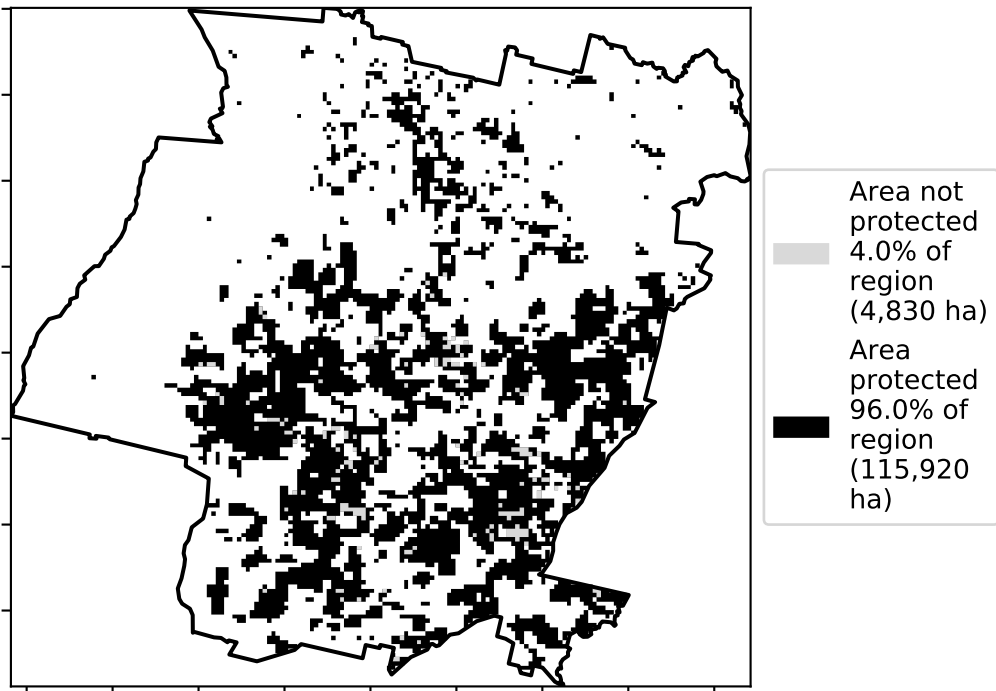 Area not
protected
4.0% of
region
(4,830 ha)
Area
protected
96.0% of
region
(115,920
ha)